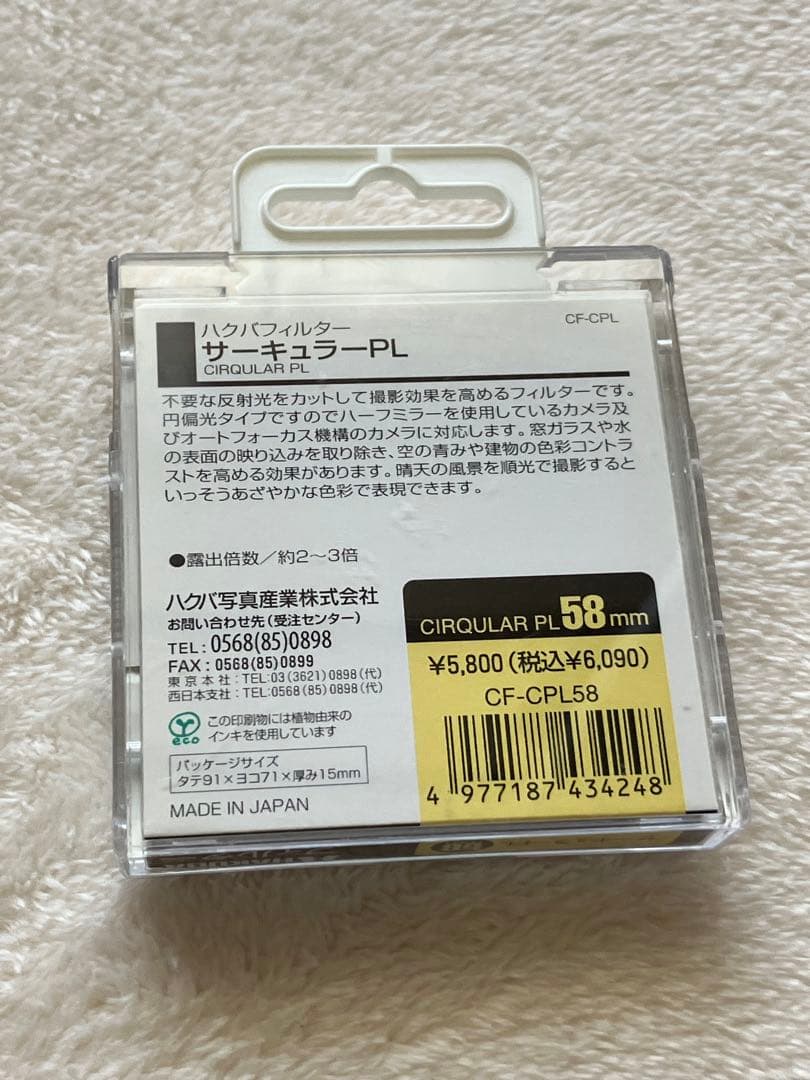 ハクバフィルター
サーキュラーPL
CIRQULAR PL
CF-CPL
不要な反射光をカットして撮影効果を高めるフィルターです。
円偏光タイプですのでハーフミラーを使用しているカメラ及
びオートフォーカス機構のカメラに対応します。窓ガラスや水
の表面の映り込みを取り除き、空の青みや建物の色彩コントラ
ストを高める効果があります。晴天の風景を順光で撮影すると
いっそうあざやかな色彩で表現できます。
●露出倍数／約2～3倍
ハクバ写真産業株式会社
お問い合わせ先（受注センター）
TEL：0568(85)0898
FAX：0568(85)0899
東京本社：TEL:03(3621)0898(代)
西日本支社：TEL:0568(85)0898(代)
eco
この印刷物には植物由来の
インキを使用しています
パッケージサイズ
タテ91×ヨコ71×厚み15mm
MADE IN JAPAN
CIRQULAR PL 58mm
¥5,800（税込¥6,090）
CF-CPL58
4 977187 434248